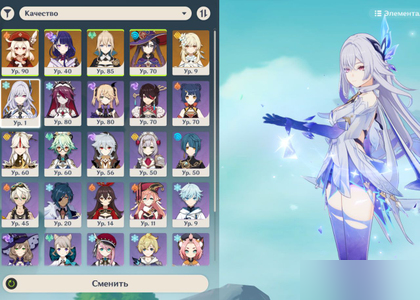 Качество
Элемента
Ур. 90 Ур. 40 Ур. 85 Ур. 70 Ур. 9
Ур. 1 Ур. 80 Ур. 80 Ур. 70 Ур. 70
Ур. 60 Ур. 60 Ур. 56 Ур. 50 Ур. 50
Ур. 45 Ур. 20 Ур. 14 Ур. 11 Ур. 9
Сменить